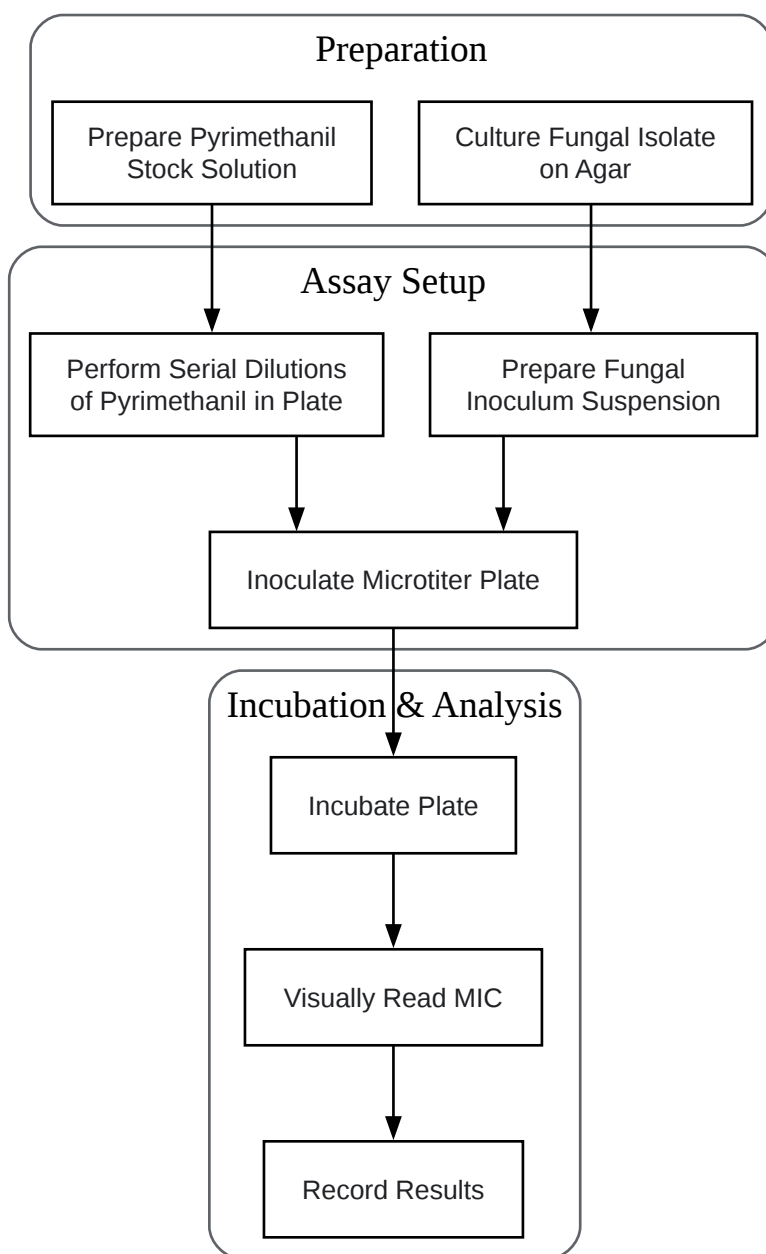 Preparation
Prepare Pyrimethanil
Stock Solution
Culture Fungal Isolate
on Agar
Assay Setup
Perform Serial Dilutions
of Pyrimethanil in Plate
Prepare Fungal
Inoculum Suspension
Inoculate Microtiter Plate
Incubation & Analysis
Incubate Plate
Visually Read MIC
Record Results